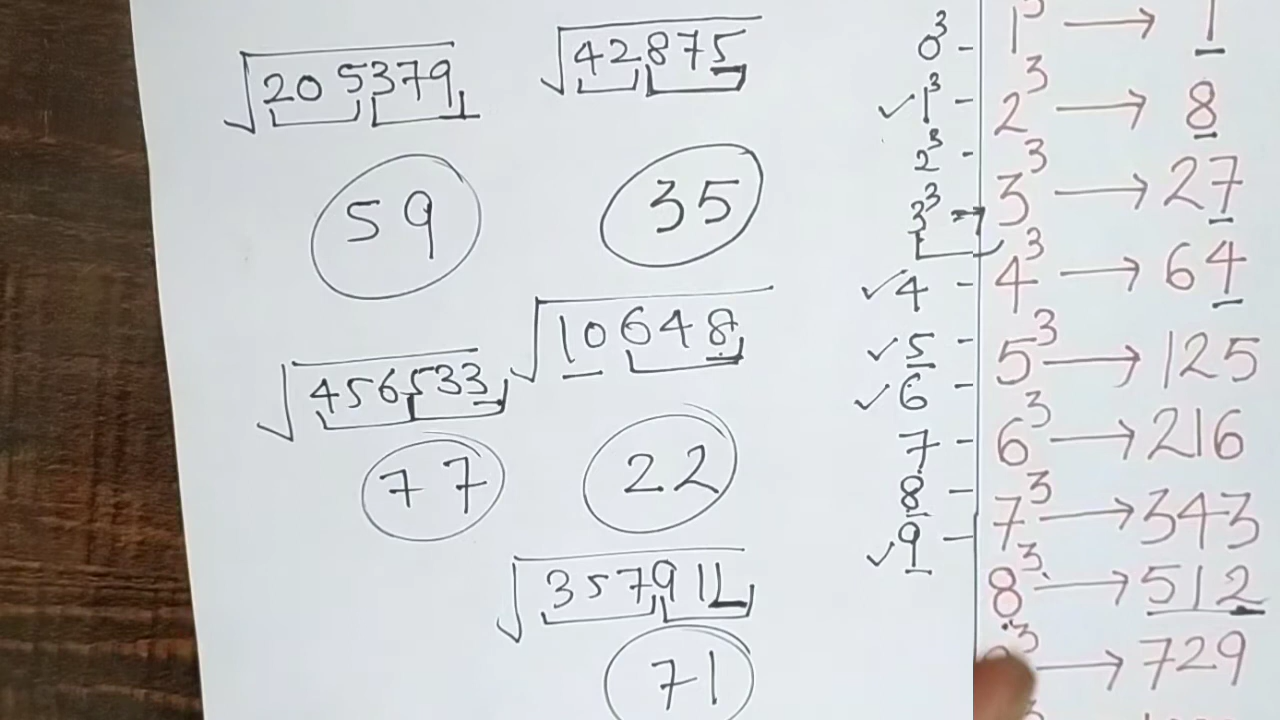 √205379
59
√42875
35
√456533
77
√10648
22
√357911
71
0³ -
✓1³ -
2³ -
3³ -
✓4 -
✓5 -
✓6 -
7 -
8 -
✓9 -
1³ → 1
2³ → 8
3³ → 27
4³ → 64
5³ → 125
6³ → 216
7³ → 343
8³ → 512
³ → 729